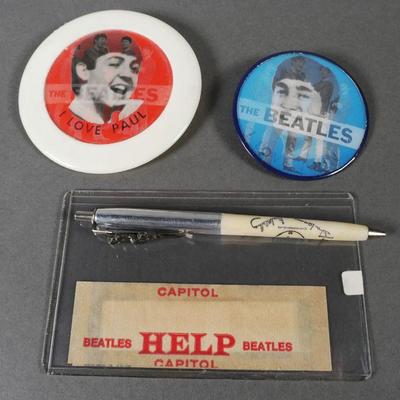 THE BEATLES
I LOVE PAUL
THE
BEATLES
CAPITOL
BEATLES HELP BEATLES
CAPITOL